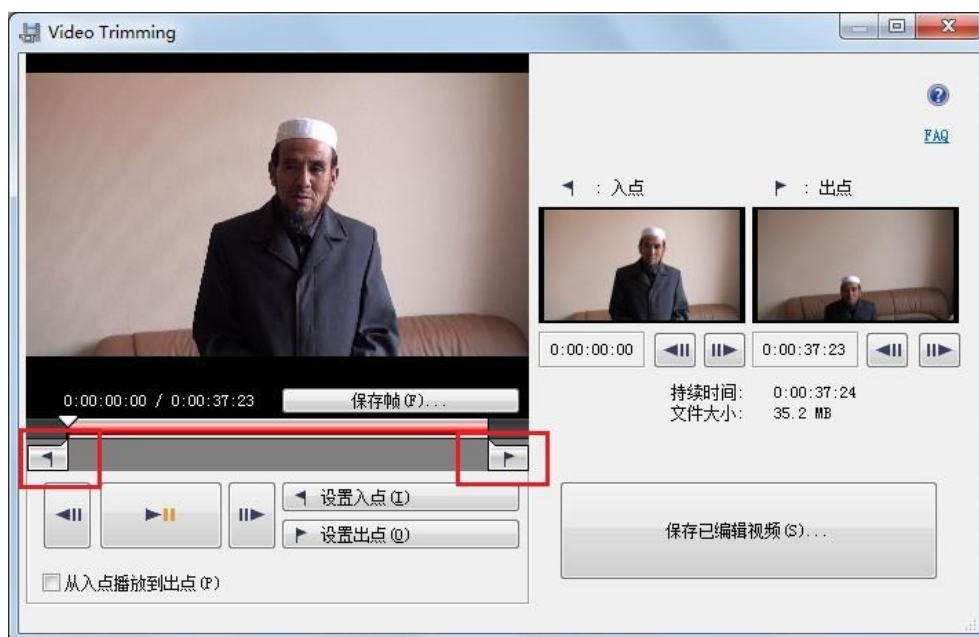 Video Trimming
FAQ
: 入点
: 出点
0:00:00:00
0:00:37:23
持续时间: 0:00:37:24
文件大小: 35.2 MB
0:00:00:00 / 0:00:37:23
保存帧(F)...
设置入点(I)
设置出点(O)
从入点播放到出点(P)
保存已编辑视频(S)...